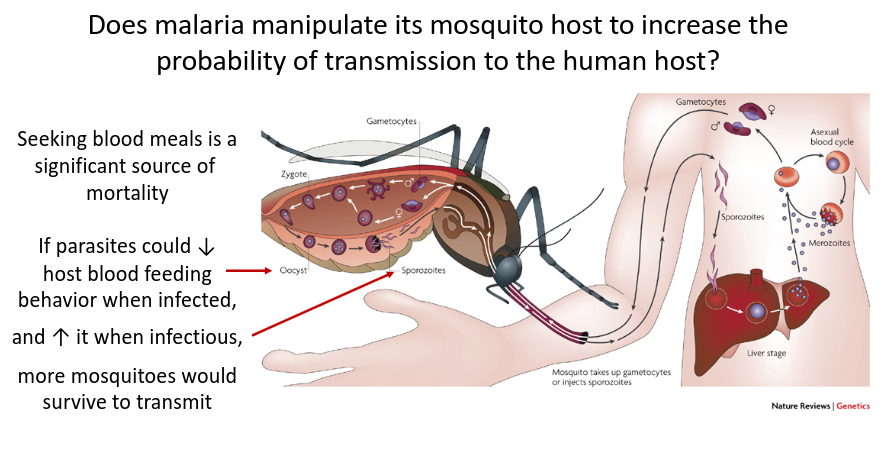 Does malaria manipulate its mosquito host to increase the
probability of transmission to the human host?
Seeking blood meals is a
significant source of
mortality
If parasites could ↓
host blood feeding
behavior when infected,
and ↑ it when infectious,
more mosquitoes would
survive to transmit
Gametocytes
Zygote
♂
♀
Oocyst
Sporozoites
Gametocytes
♀
♂
Asexual
blood cycle
Sporozoites
Merozoites
Liver stage
Mosquito takes up gametocytes
or injects sporozoites
Nature Reviews | Genetics